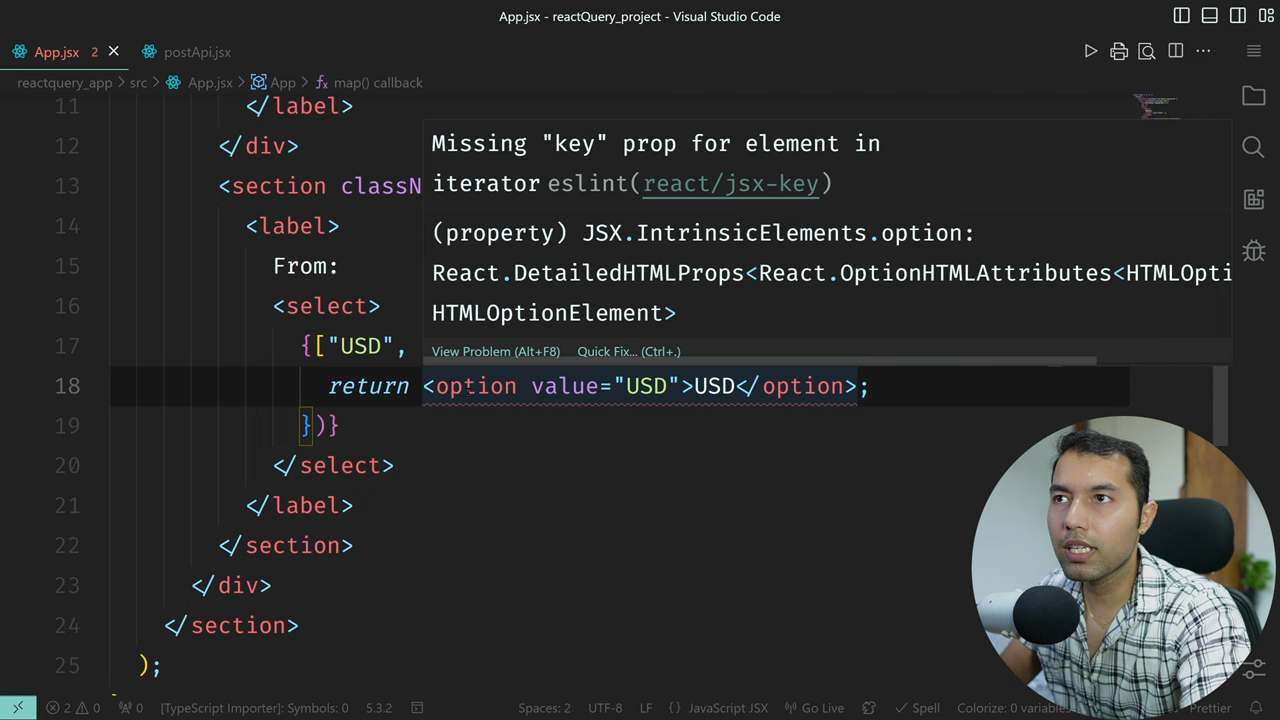 App.jsx - reactQuery_project - Visual Studio Code
App.jsx 2 postApi.jsx
reactquery_app > src > App.jsx > App > map() callback
11 </label>
12 </div>
13 <section classN
14 <label>
15 From:
16 <select>
17 {["USD",
18 return <option value="USD">USD</option>;
19 })}
20 </select>
21 </label>
22 </section>
23 </div>
24 </section>
25 );
Missing "key" prop for element in
iterator eslint(react/jsx-key)
(property) JSX.IntrinsicElements.option:
React.DetailedHTMLProps<React.OptionHTMLAttributes<HTMLOpti
HTMLOptionElement>
View Problem (Alt+F8) Quick Fix... (Ctrl+.)
2 0 0 [TypeScript Importer]: Symbols: 0 5.3.2 Spaces: 2 UTF-8 LF {} JavaScript JSX Go Live Spell Colorize: 0 variables Prettier